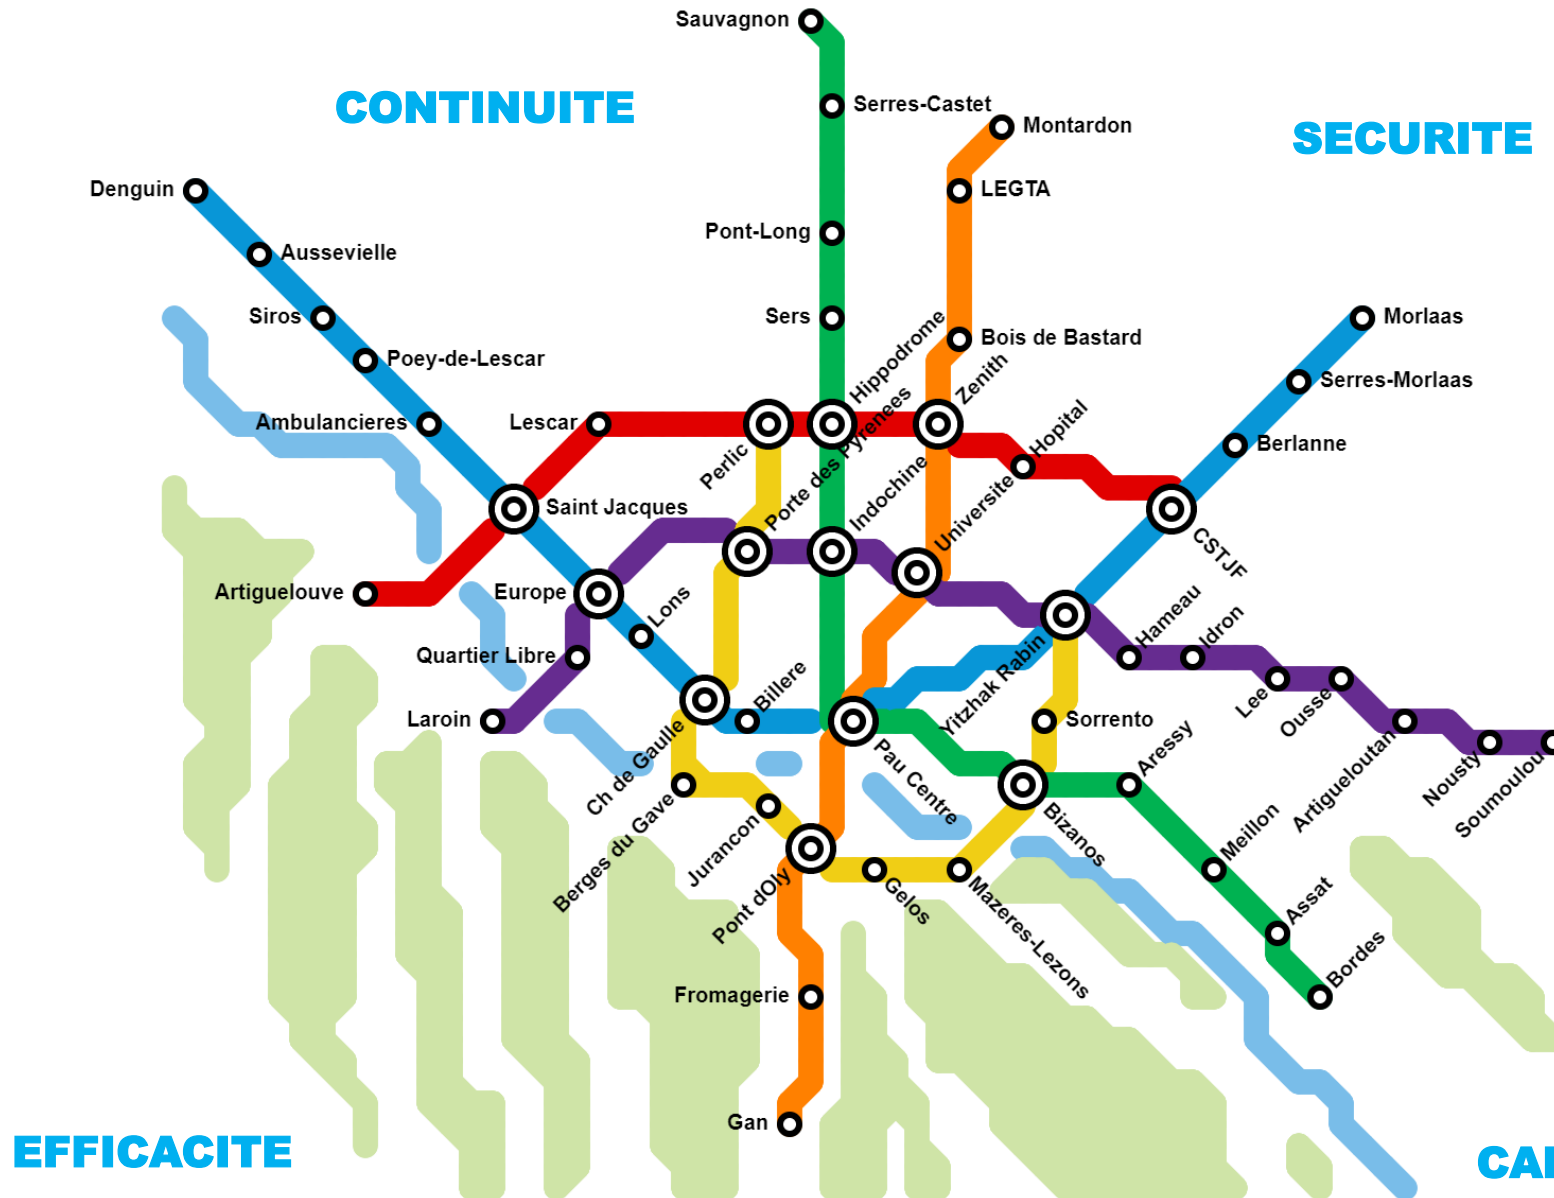 Sauvagnon
CONTINUITE
Serres-Castet
Montardon
SECURITE
Denguin
LEGTA
Pont-Long
Aussevielle
Siros
Sers
Hippodrome
Morlaas
Bois de Bastard
Poey-de-Lescar
Zenith
Serres-Morlaas
Ambulancieres
Lescar
Perlic
Porte des Pyrenees
Indochine
Hopital
Berlanne
Saint Jacques
Universite
CSTJF
Artiguelouve
Europe
Lons
Hameau
Idron
Quartier Libre
Billere
Yitzhak Rabin
Lee
Ousse
Laroin
Ch de Gaulle
Pau Centre
Sorrento
Aressy
Artigueloutan
Nousty
Soumoulou
Berges du Gave
Jurancon
Bizanos
Meillon
Pont dOly
Gelos
Mazeres-Lezons
Assat
Bordes
Fromagerie
Gan
EFFICACITE